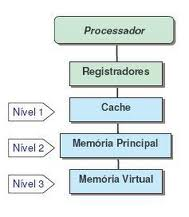 Processador
Registradores
Nível 1
Cache
Nível 2
Memória Principal
Nível 3
Memória Virtual